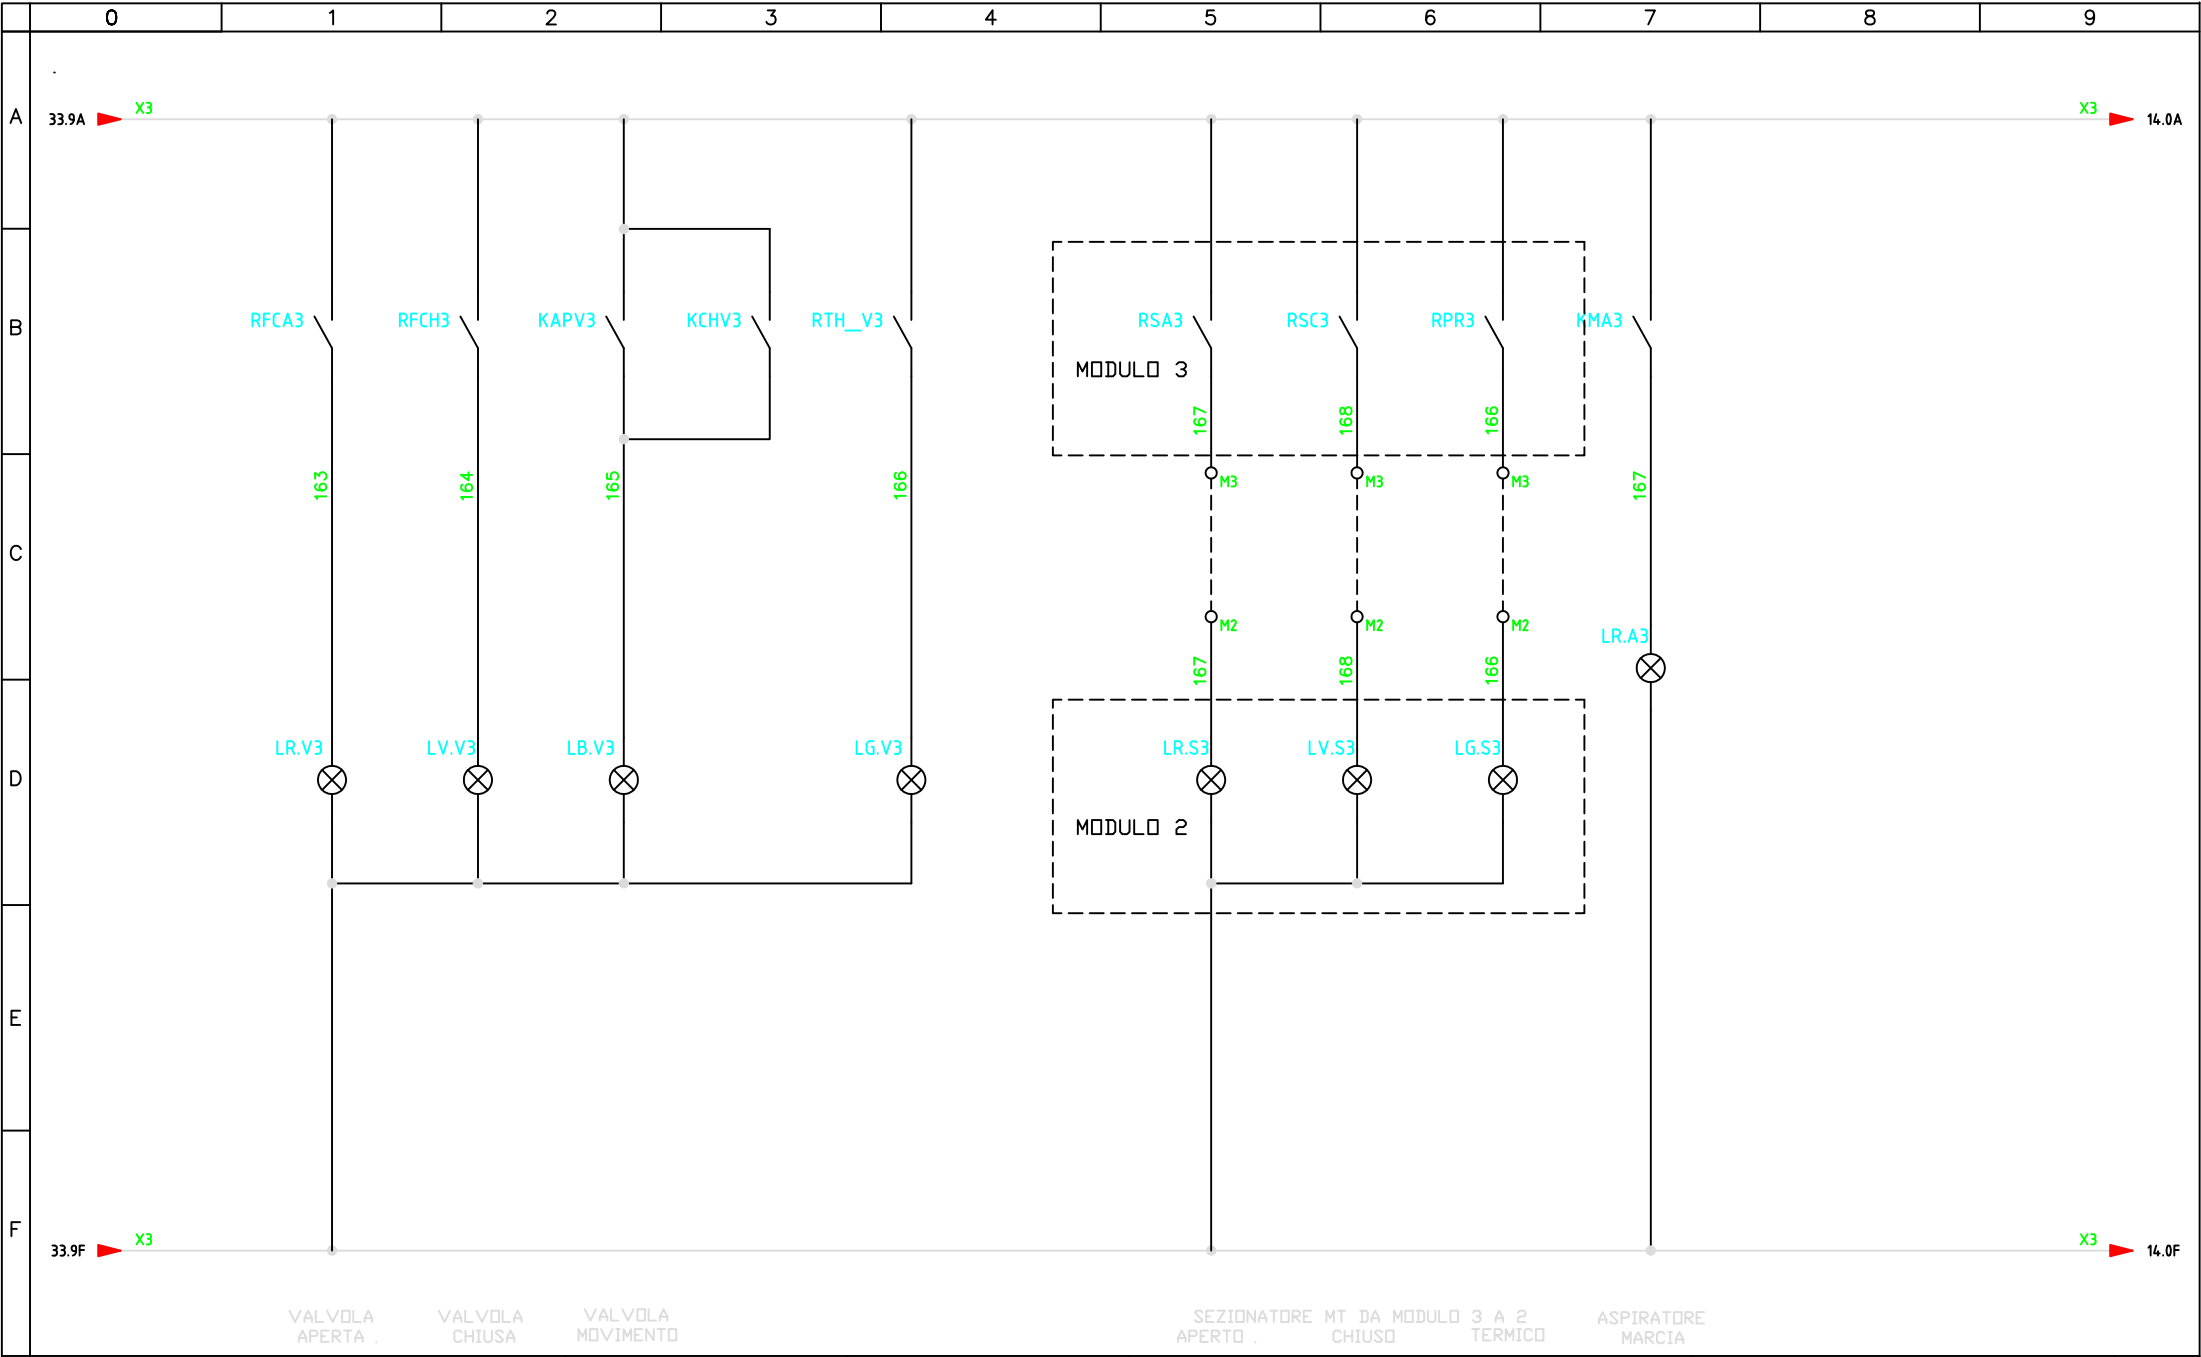 0 1 2 3 4 5 6 7 8 9
A
33.9A X3 X3 14.0A
B
RFCA3 RFCH3 KAPV3 KCHV3 RTH__V3 RSA3 RSC3 RPR3 KMA3
MODULO 3
167 168 166
163 164 165 166 167
M3 M3 M3
C
M2 M2 M2
LR.A3
167 168 166
LR.V3 LV.V3 LB.V3 LG.V3 LR.S3 LV.S3 LG.S3
D
MODULO 2
E
F
33.9F X3 X3 14.0F
VALVOLA VALVOLA VALVOLA SEZIONATORE MT DA MODULO 3 A 2 ASPIRATORE
APERTA . CHIUSA MOVIMENTO APERTO . CHIUSO TERMICO MARCIA